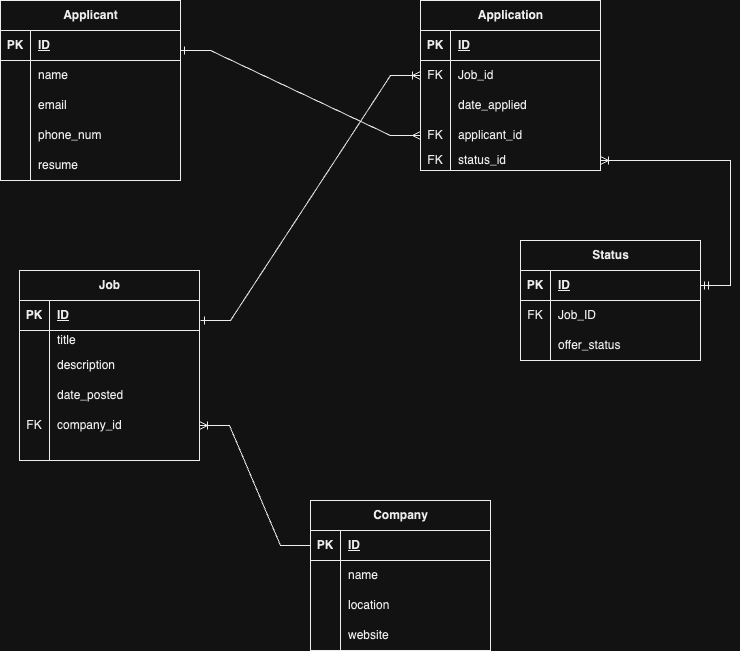 Applicant
PK ID
name
email
phone_num
resume
Application
PK ID
FK Job_id
date_applied
FK applicant_id
FK status_id
Status
PK ID
FK Job_ID
offer_status
Job
PK ID
title
description
date_posted
FK company_id
Company
PK ID
name
location
website